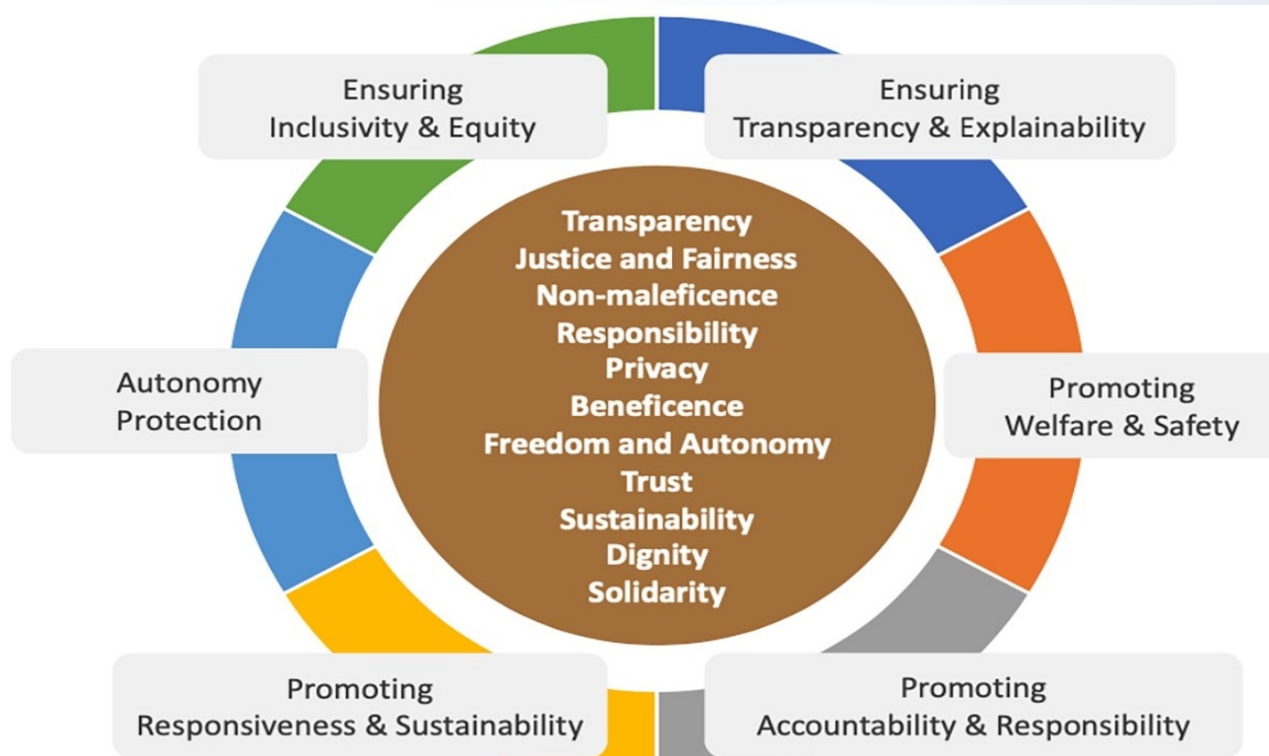 Ensuring
Inclusivity & Equity
Ensuring
Transparency & Explainability
Transparency
Justice and Fairness
Non-maleficence
Responsibility
Privacy
Beneficence
Freedom and Autonomy
Trust
Sustainability
Dignity
Solidarity
Autonomy
Protection
Promoting
Welfare & Safety
Promoting
Responsiveness & Sustainability
Promoting
Accountability & Responsibility